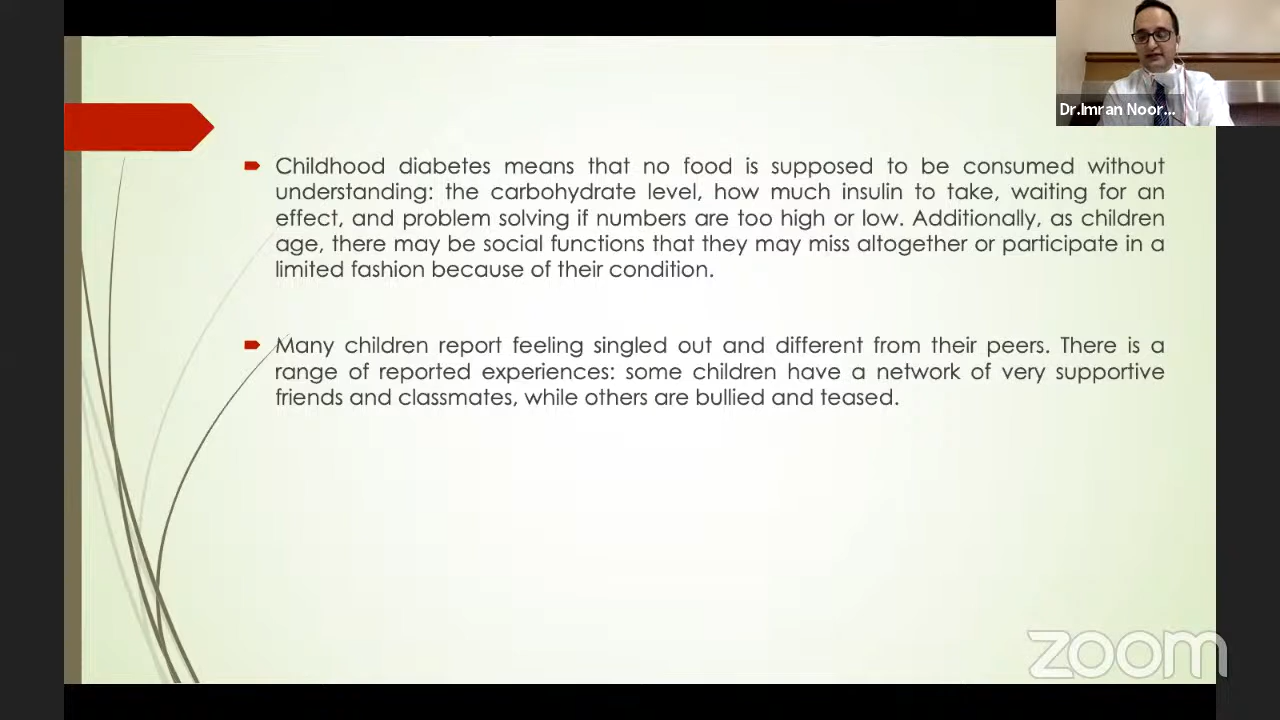 Dr.Imran Noor...
Childhood diabetes means that no food is supposed to be consumed without
understanding: the carbohydrate level, how much insulin to take, waiting for an
effect, and problem solving if numbers are too high or low. Additionally, as children
age, there may be social functions that they may miss altogether or participate in a
limited fashion because of their condition.
Many children report feeling singled out and different from their peers. There is a
range of reported experiences: some children have a network of very supportive
friends and classmates, while others are bullied and teased.
zoom